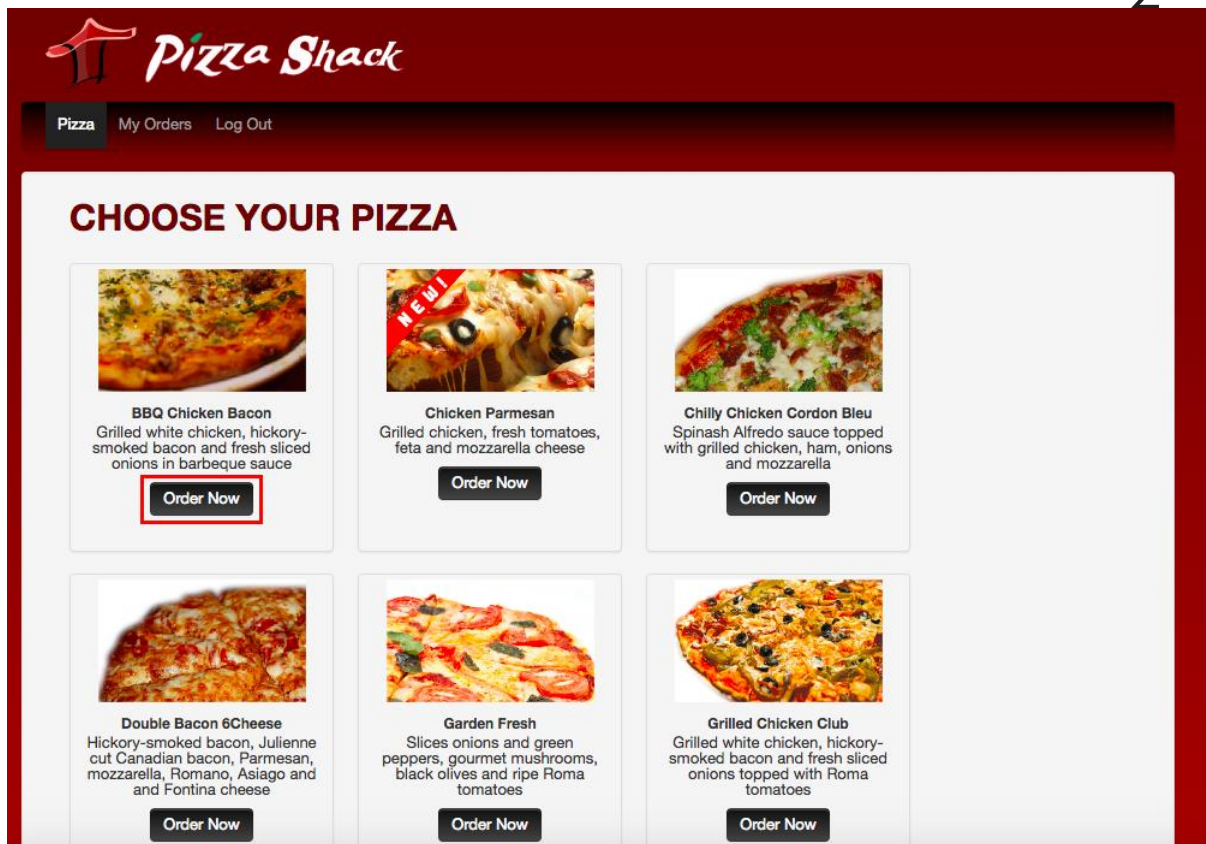 Pizza Shack
Pizza My Orders Log Out
CHOOSE YOUR PIZZA
NEW!
BBQ Chicken Bacon
Grilled white chicken, hickory-
smoked bacon and fresh sliced
onions in barbeque sauce
Order Now
Chicken Parmesan
Grilled chicken, fresh tomatoes,
feta and mozzarella cheese
Order Now
Chilly Chicken Cordon Bleu
Spinash Alfredo sauce topped
with grilled chicken, ham, onions
and mozzarella
Order Now
Double Bacon 6Cheese
Hickory-smoked bacon, Julienne
cut Canadian bacon, Parmesan,
mozzarella, Romano, Asiago and
and Fontina cheese
Order Now
Garden Fresh
Slices onions and green
peppers, gourmet mushrooms,
black olives and ripe Roma
tomatoes
Order Now
Grilled Chicken Club
Grilled white chicken, hickory-
smoked bacon and fresh sliced
onions topped with Roma
tomatoes
Order Now